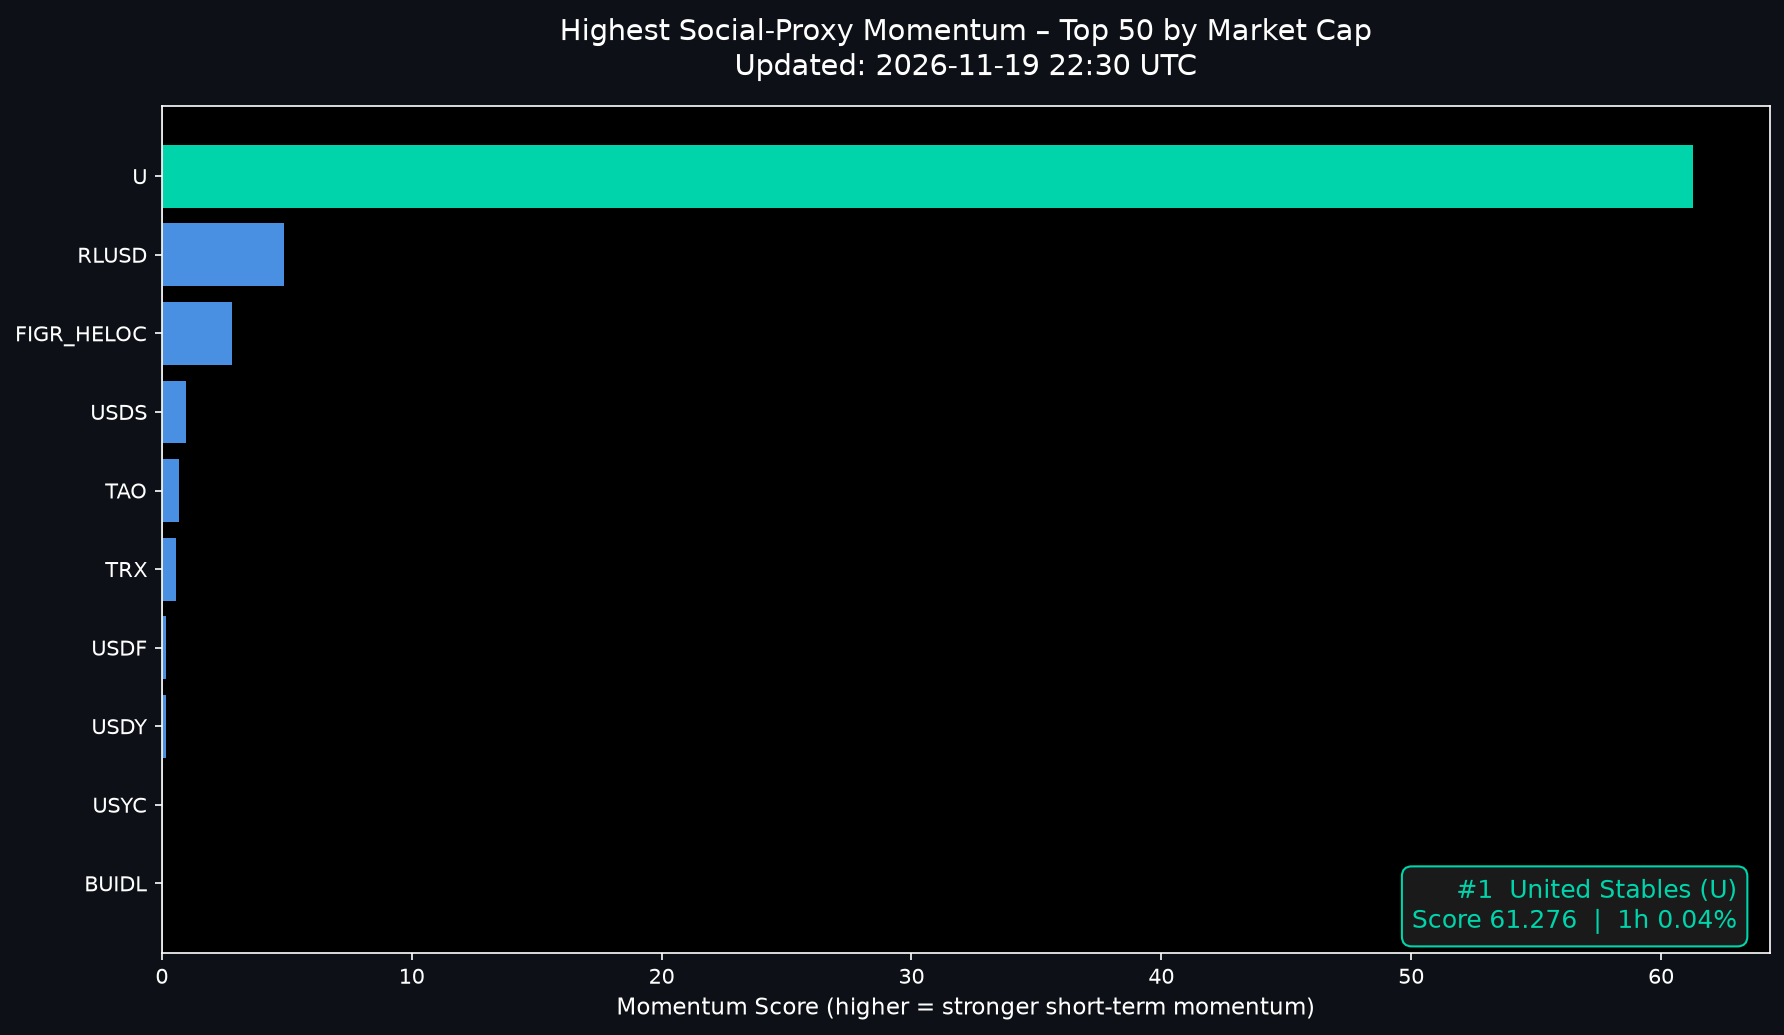 Highest Social-Proxy Momentum – Top 50 by Market Cap
Updated: 2026-11-19 22:30 UTC
U
RLUSD
FIGR_HELOC
USDS
TAO
TRX
USDF
USDY
USYC
BUIDL
#1 United Stables (U)
Score 61.276 | 1h 0.04%
0 10 20 30 40 50 60
Momentum Score (higher = stronger short-term momentum)